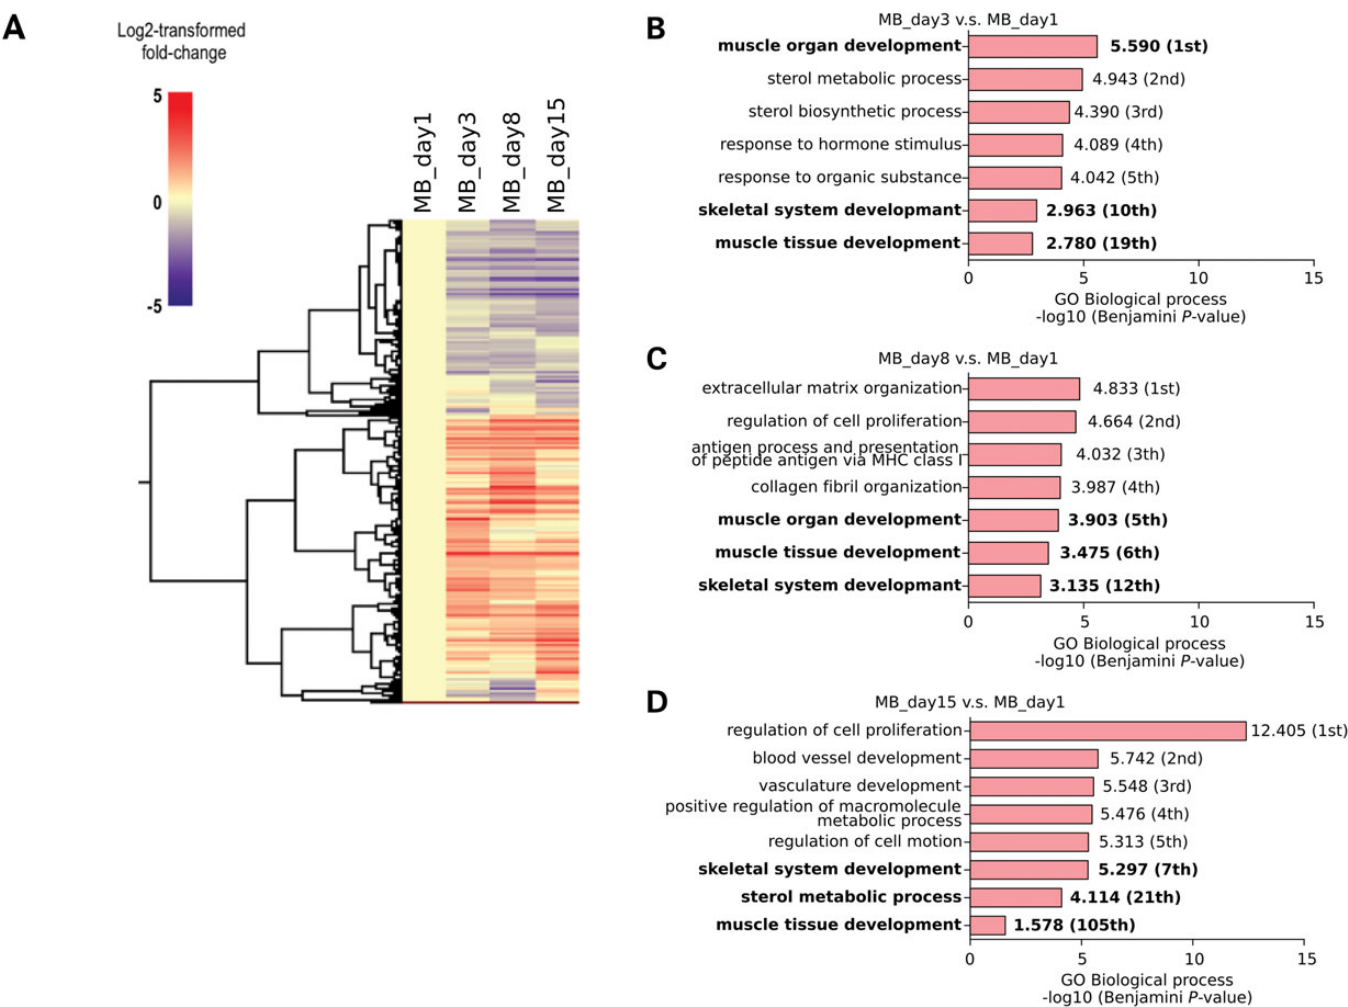 A
Log2-transformed
fold-change
5
0
-5
MB_day1
MB_day3
MB_day8
MB_day15
B
MB_day3 v.s. MB_day1
muscle organ development 5.590 (1st)
sterol metabolic process 4.943 (2nd)
sterol biosynthetic process 4.390 (3rd)
response to hormone stimulus 4.089 (4th)
response to organic substance 4.042 (5th)
skeletal system developmant 2.963 (10th)
muscle tissue development 2.780 (19th)
0 5 10 15
GO Biological process
-log10 (Benjamini P-value)
C
MB_day8 v.s. MB_day1
extracellular matrix organization 4.833 (1st)
regulation of cell proliferation 4.664 (2nd)
antigen process and presentation
of peptide antigen via MHC class I 4.032 (3th)
collagen fibril organization 3.987 (4th)
muscle organ development 3.903 (5th)
muscle tissue development 3.475 (6th)
skeletal system developmant 3.135 (12th)
0 5 10 15
GO Biological process
-log10 (Benjamini P-value)
D
MB_day15 v.s. MB_day1
regulation of cell proliferation 12.405 (1st)
blood vessel development 5.742 (2nd)
vasculature development 5.548 (3rd)
positive regulation of macromolecule
metabolic process 5.476 (4th)
regulation of cell motion 5.313 (5th)
skeletal system development 5.297 (7th)
sterol metabolic process 4.114 (21th)
muscle tissue development 1.578 (105th)
0 5 10 15
GO Biological process
-log10 (Benjamini P-value)